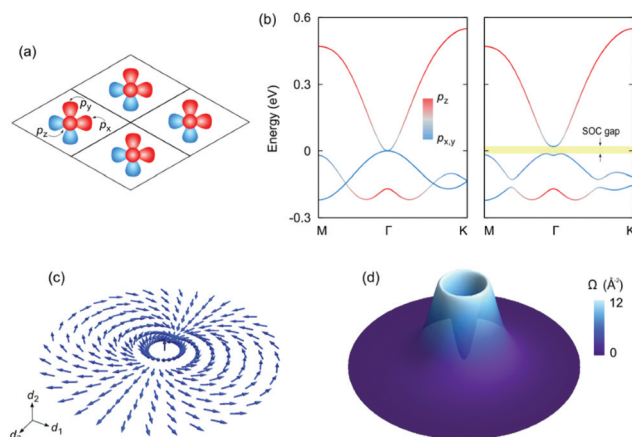 (a)
p_y
p_z
p_x
(b)
Energy (eV)
0.6
0.3
0
-0.3
p_z
p_x,y
M
Γ
K
SOC gap
M
Γ
K
(c)
d_2
d_1
(d)
Ω (Å²)
12
0